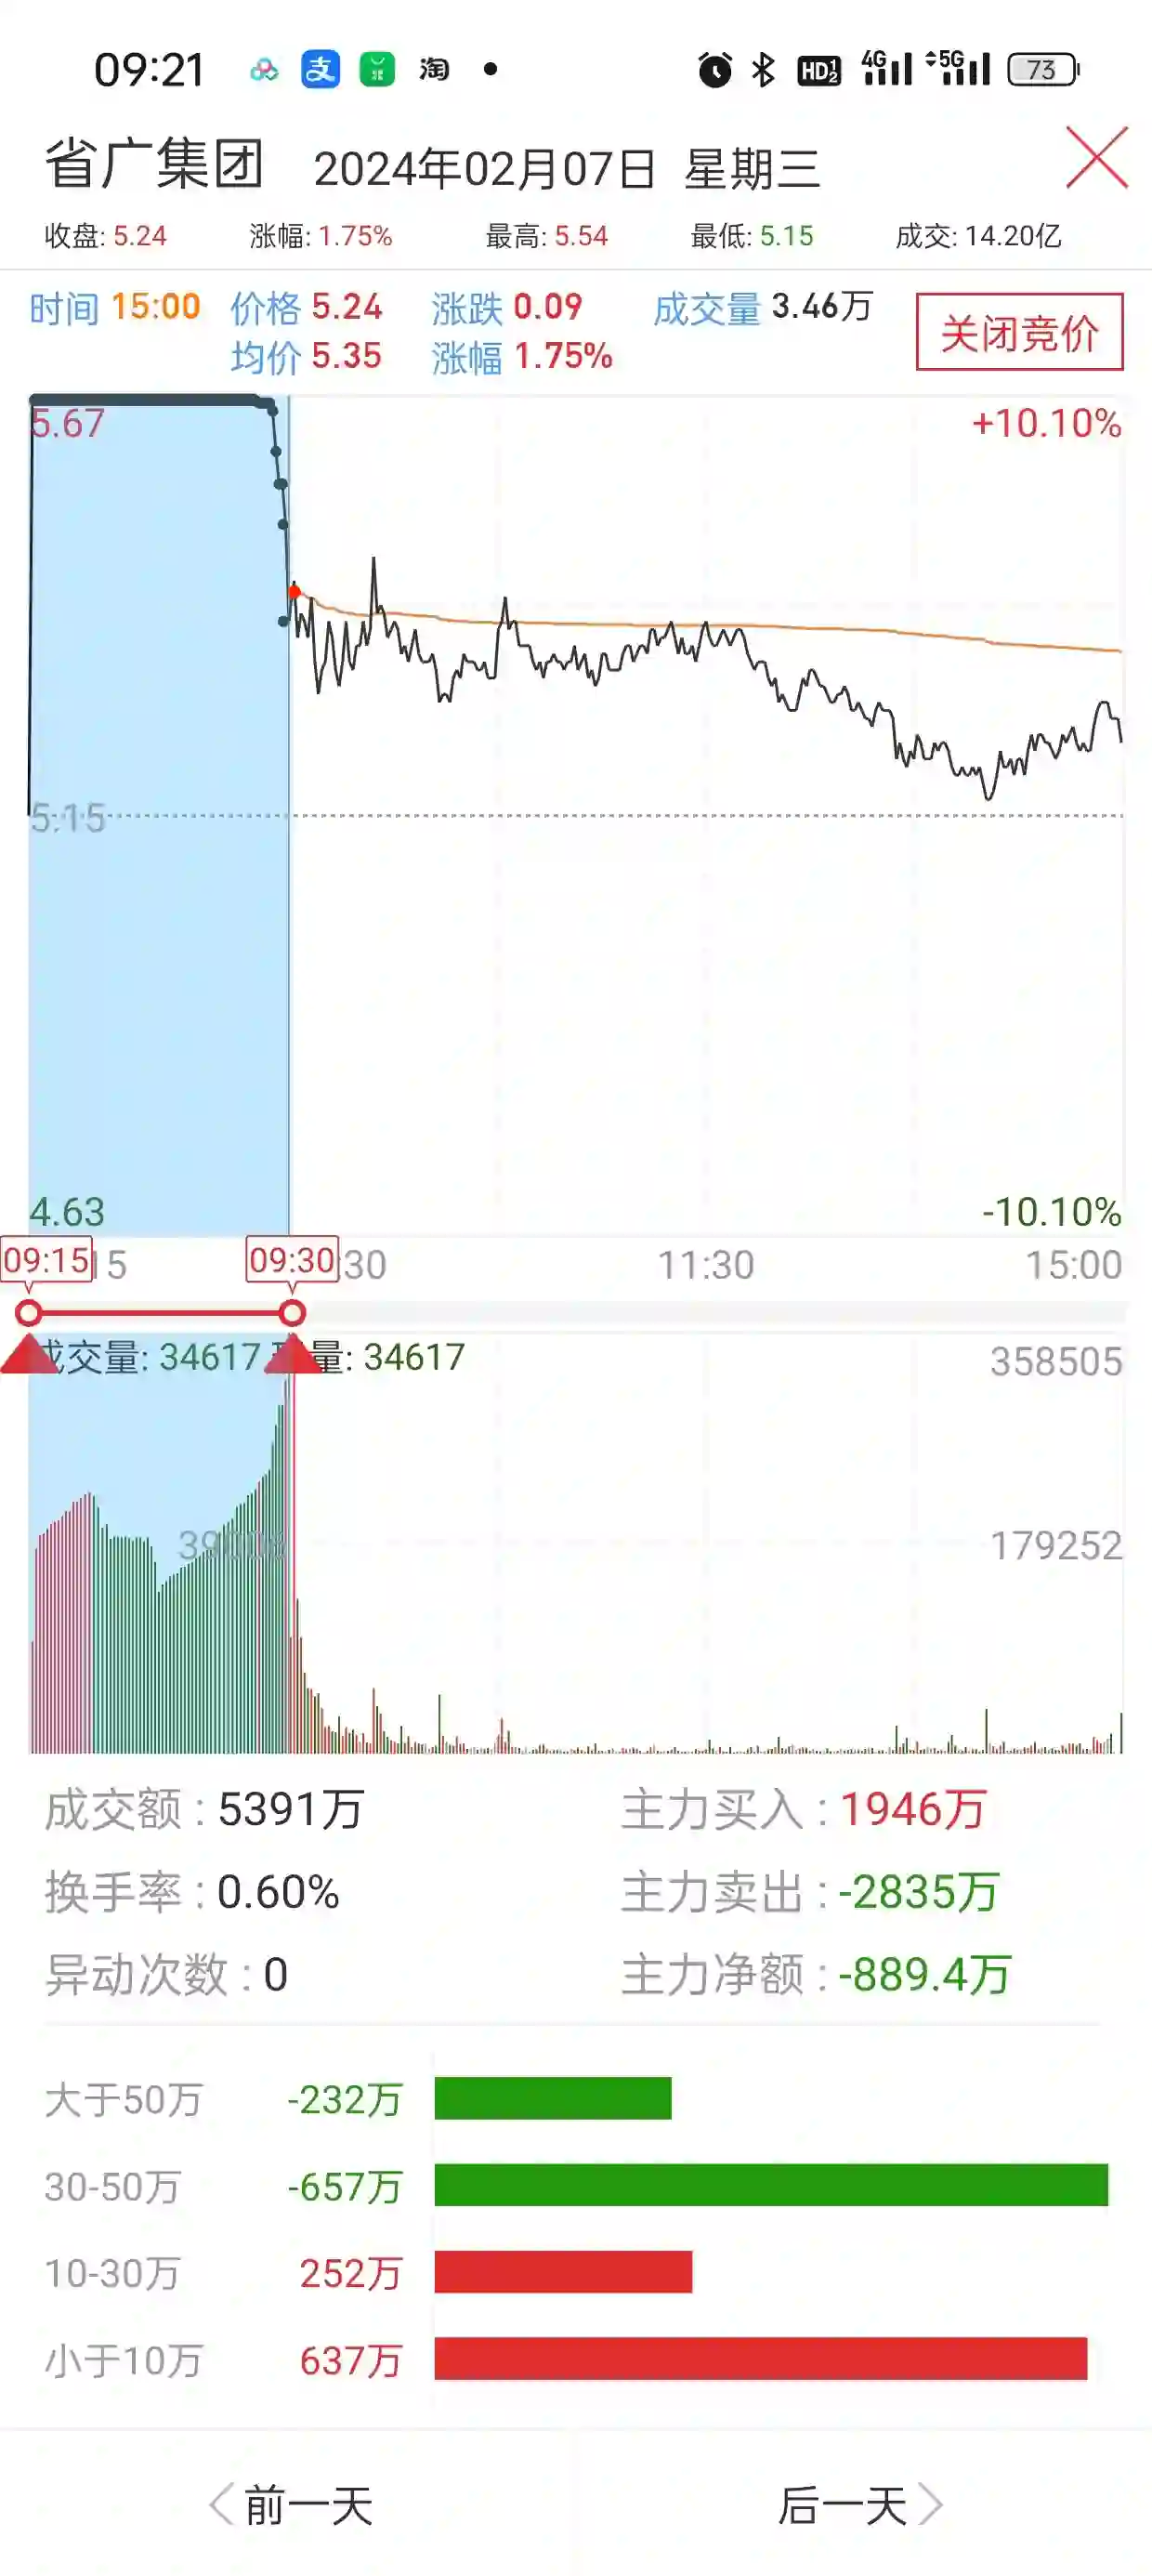 09:21 支 淘 HD 1 2 4G 5G 73
省广集团 2024年02月07日 星期三
收盘: 5.24 涨幅: 1.75% 最高: 5.54 最低: 5.15 成交: 14.20亿
时间 15:00 价格 5.24 涨跌 0.09 成交量 3.46万
均价 5.35 涨幅 1.75%
关闭竞价
5.67 +10.10%
5.15
4.63 -10.10%
09:15 5 09:30 30 11:30 15:00
成交量: 34617 量: 34617 358505
179252
成交额 : 5391万 主力买入 : 1946万
换手率 : 0.60% 主力卖出 : -2835万
异动次数 : 0 主力净额 : -889.4万
大于50万 -232万
30-50万 -657万
10-30万 252万
小于10万 637万
前一天 后一天